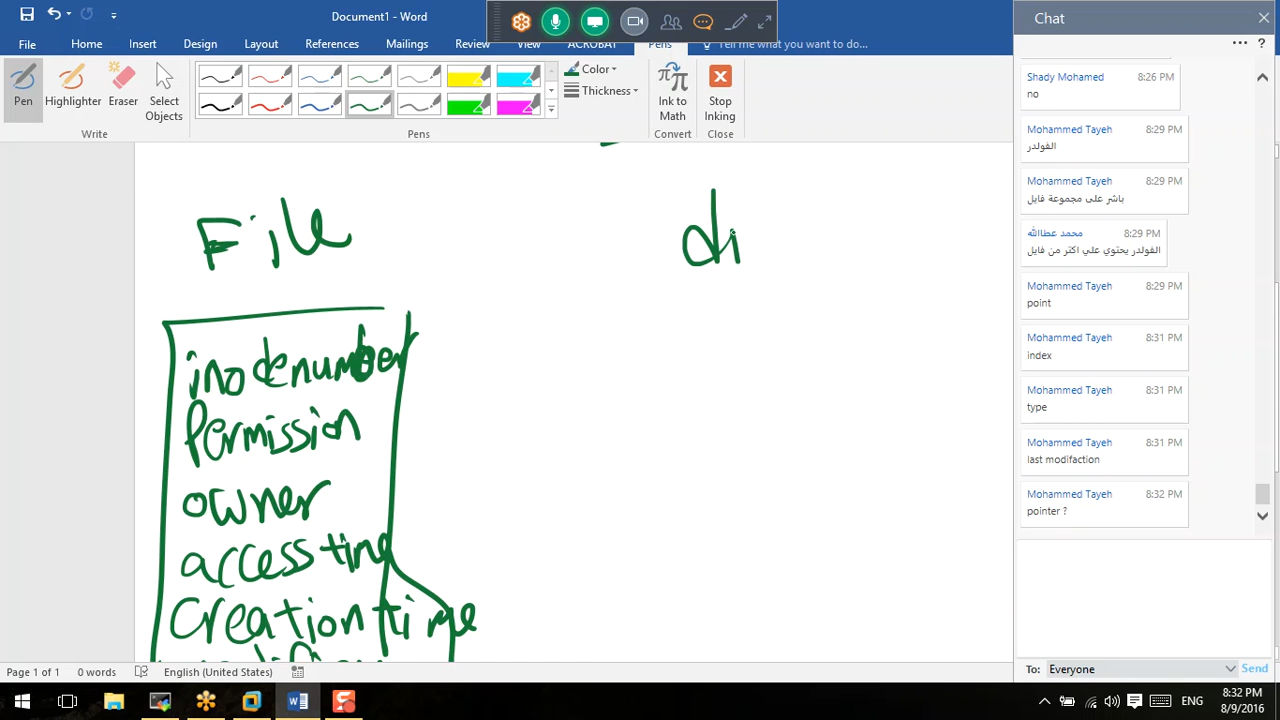 Document1 - Word
File
Home
Insert
Design
Layout
References
Mailings
Review
View
ACROBAT
Pens
Tell me what you want to do...
Pen
Highlighter
Eraser
Select Objects
Color
Thickness
Ink to Math
Stop Inking
Write
Pens
Convert
Close
File
di
inodenumber
Permission
owner
access time
Creation time
Chat
Shady Mohamed 8:26 PM
no
Mohammed Tayeh 8:29 PM
الفولدر
Mohammed Tayeh 8:29 PM
باشر على مجموعة فايل
محمد عطاالله 8:29 PM
الفولدر يحتوي علي اكتر من فايل
Mohammed Tayeh 8:29 PM
point
Mohammed Tayeh 8:31 PM
index
Mohammed Tayeh 8:31 PM
type
Mohammed Tayeh 8:31 PM
last modifaction
Mohammed Tayeh 8:32 PM
pointer ?
To: Everyone Send
Page 1 of 1 0 words English (United States)
ENG
8:32 PM
8/9/2016